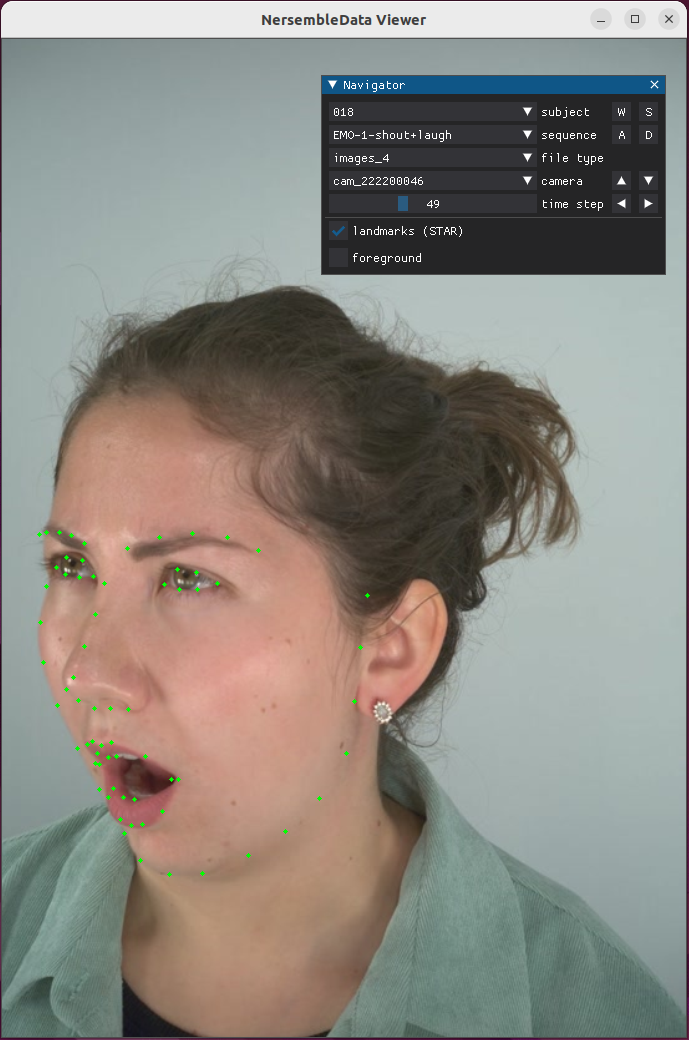 NersembleData Viewer
Navigator
018 subject W S
EMO-1-shout+laugh sequence A D
images_4 file type
cam_222200046 camera
49 time step
landmarks (STAR)
foreground